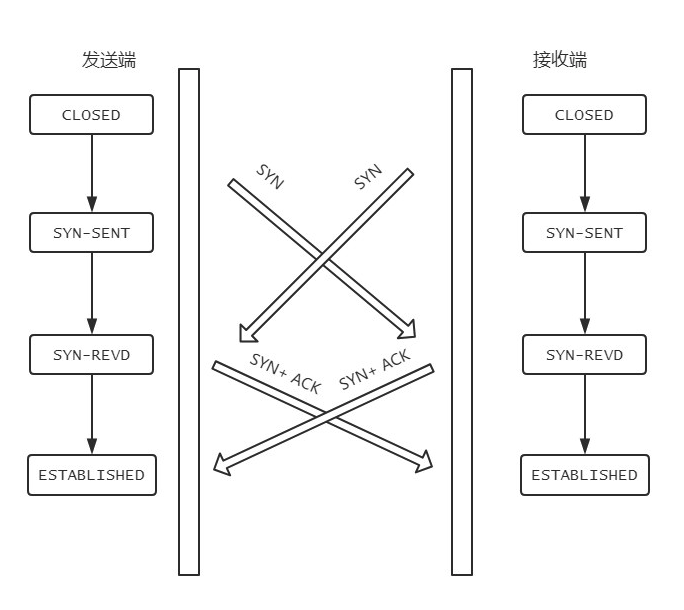 发送端
接收端
CLOSED
CLOSED
SYN
SYN
SYN-SENT
SYN-SENT
SYN-REVD
SYN+ ACK
SYN+ ACK
SYN-REVD
ESTABLISHED
ESTABLISHED